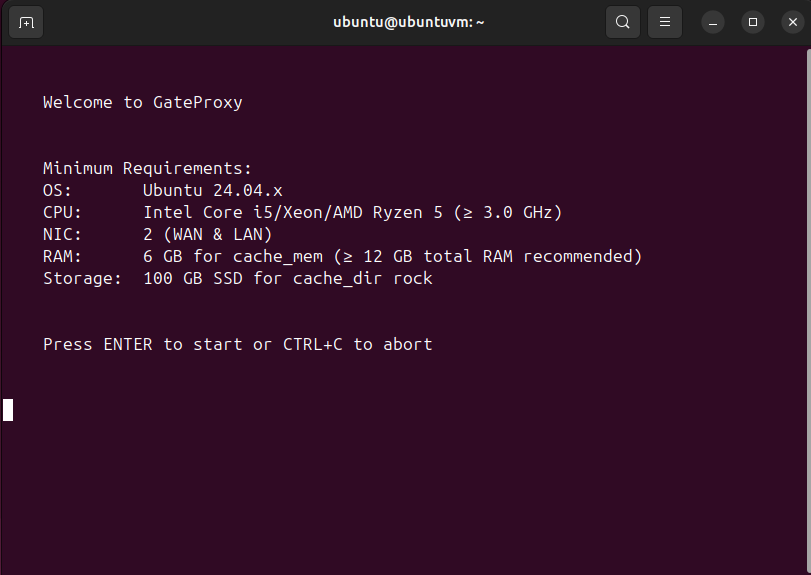 ubuntu@ubuntuvm: ~
Welcome to GateProxy
Minimum Requirements:
OS: Ubuntu 24.04.x
CPU: Intel Core i5/Xeon/AMD Ryzen 5 (≥ 3.0 GHz)
NIC: 2 (WAN & LAN)
RAM: 6 GB for cache_mem (≥ 12 GB total RAM recommended)
Storage: 100 GB SSD for cache_dir rock
Press ENTER to start or CTRL+C to abort